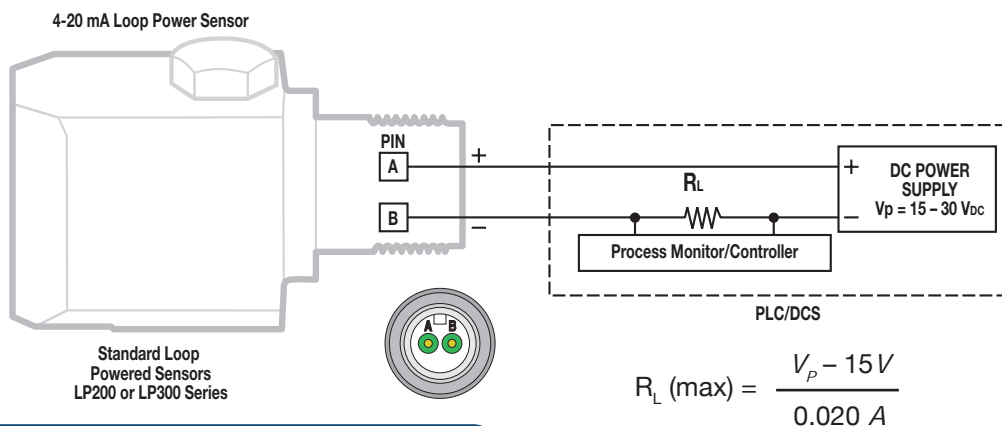 4-20 mA Loop Power Sensor
PIN
A
+
B
–
RL
+
–
DC POWER
SUPPLY
Vp = 15 – 30 VDC
Process Monitor/Controller
PLC/DCS
A B
Standard Loop
Powered Sensors
LP200 or LP300 Series
RL (max) = VP – 15 V
0.020 A